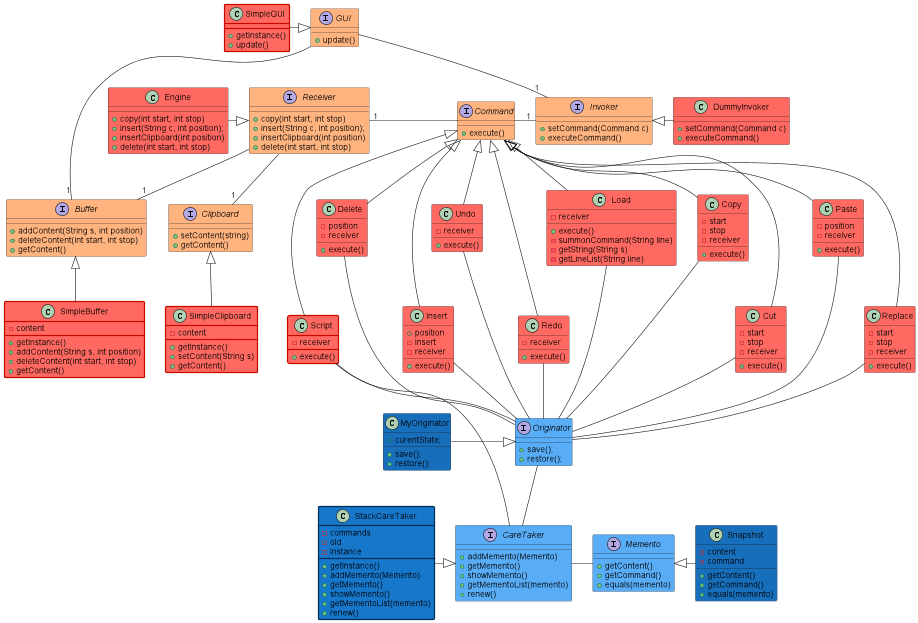 C SimpleGUI
getInstance()
update()
I GUI
update()
1
C Engine
copy(int start, int stop)
insert(String c, int position);
insertClipboard(int position)
delete(int start, int stop)
I Receiver
copy(int start, int stop)
insert(String c, int position);
insertClipboard(int position)
delete(int start, int stop)
1
I Command
execute()
1
I Invoker
setCommand(Command c)
executeCommand()
C DummyInvoker
setCommand(Command c)
executeCommand()
1
1
1
I Buffer
addContent(String s, int position)
deleteContent(int start, int stop)
getContent()
I Clipboard
setContent(string)
getContent()
C Delete
position
receiver
execute()
C Undo
receiver
execute()
C Load
receiver
execute()
summonCommand(String line)
getString(String s)
getLineList(String line)
C Copy
start
stop
receiver
execute()
C Paste
position
receiver
execute()
C SimpleBuffer
content
getInstance()
addContent(String s, int position)
deleteContent(int start, int stop)
getContent()
C SimpleClipboard
content
getInstance()
setContent(String s)
getContent()
C Script
receiver
execute()
C Insert
position
insert
receiver
execute()
C Redo
receiver
execute()
C Cut
start
stop
receiver
execute()
C Replace
start
stop
receiver
execute()
C MyOriginator
curentState;
save();
restore();
I Originator
save();
restore();
C StackCareTaker
commands
old
instance
getInstance()
addMemento(Memento)
getMemento()
showMemento()
getMementoList(memento)
renew()
I CareTaker
addMemento(Memento)
getMemento()
showMemento()
getMementoList(memento)
renew()
I Memento
getContent()
getCommand()
equals(memento)
C Snapshot
content
command
getContent()
getCommand()
equals(memento)